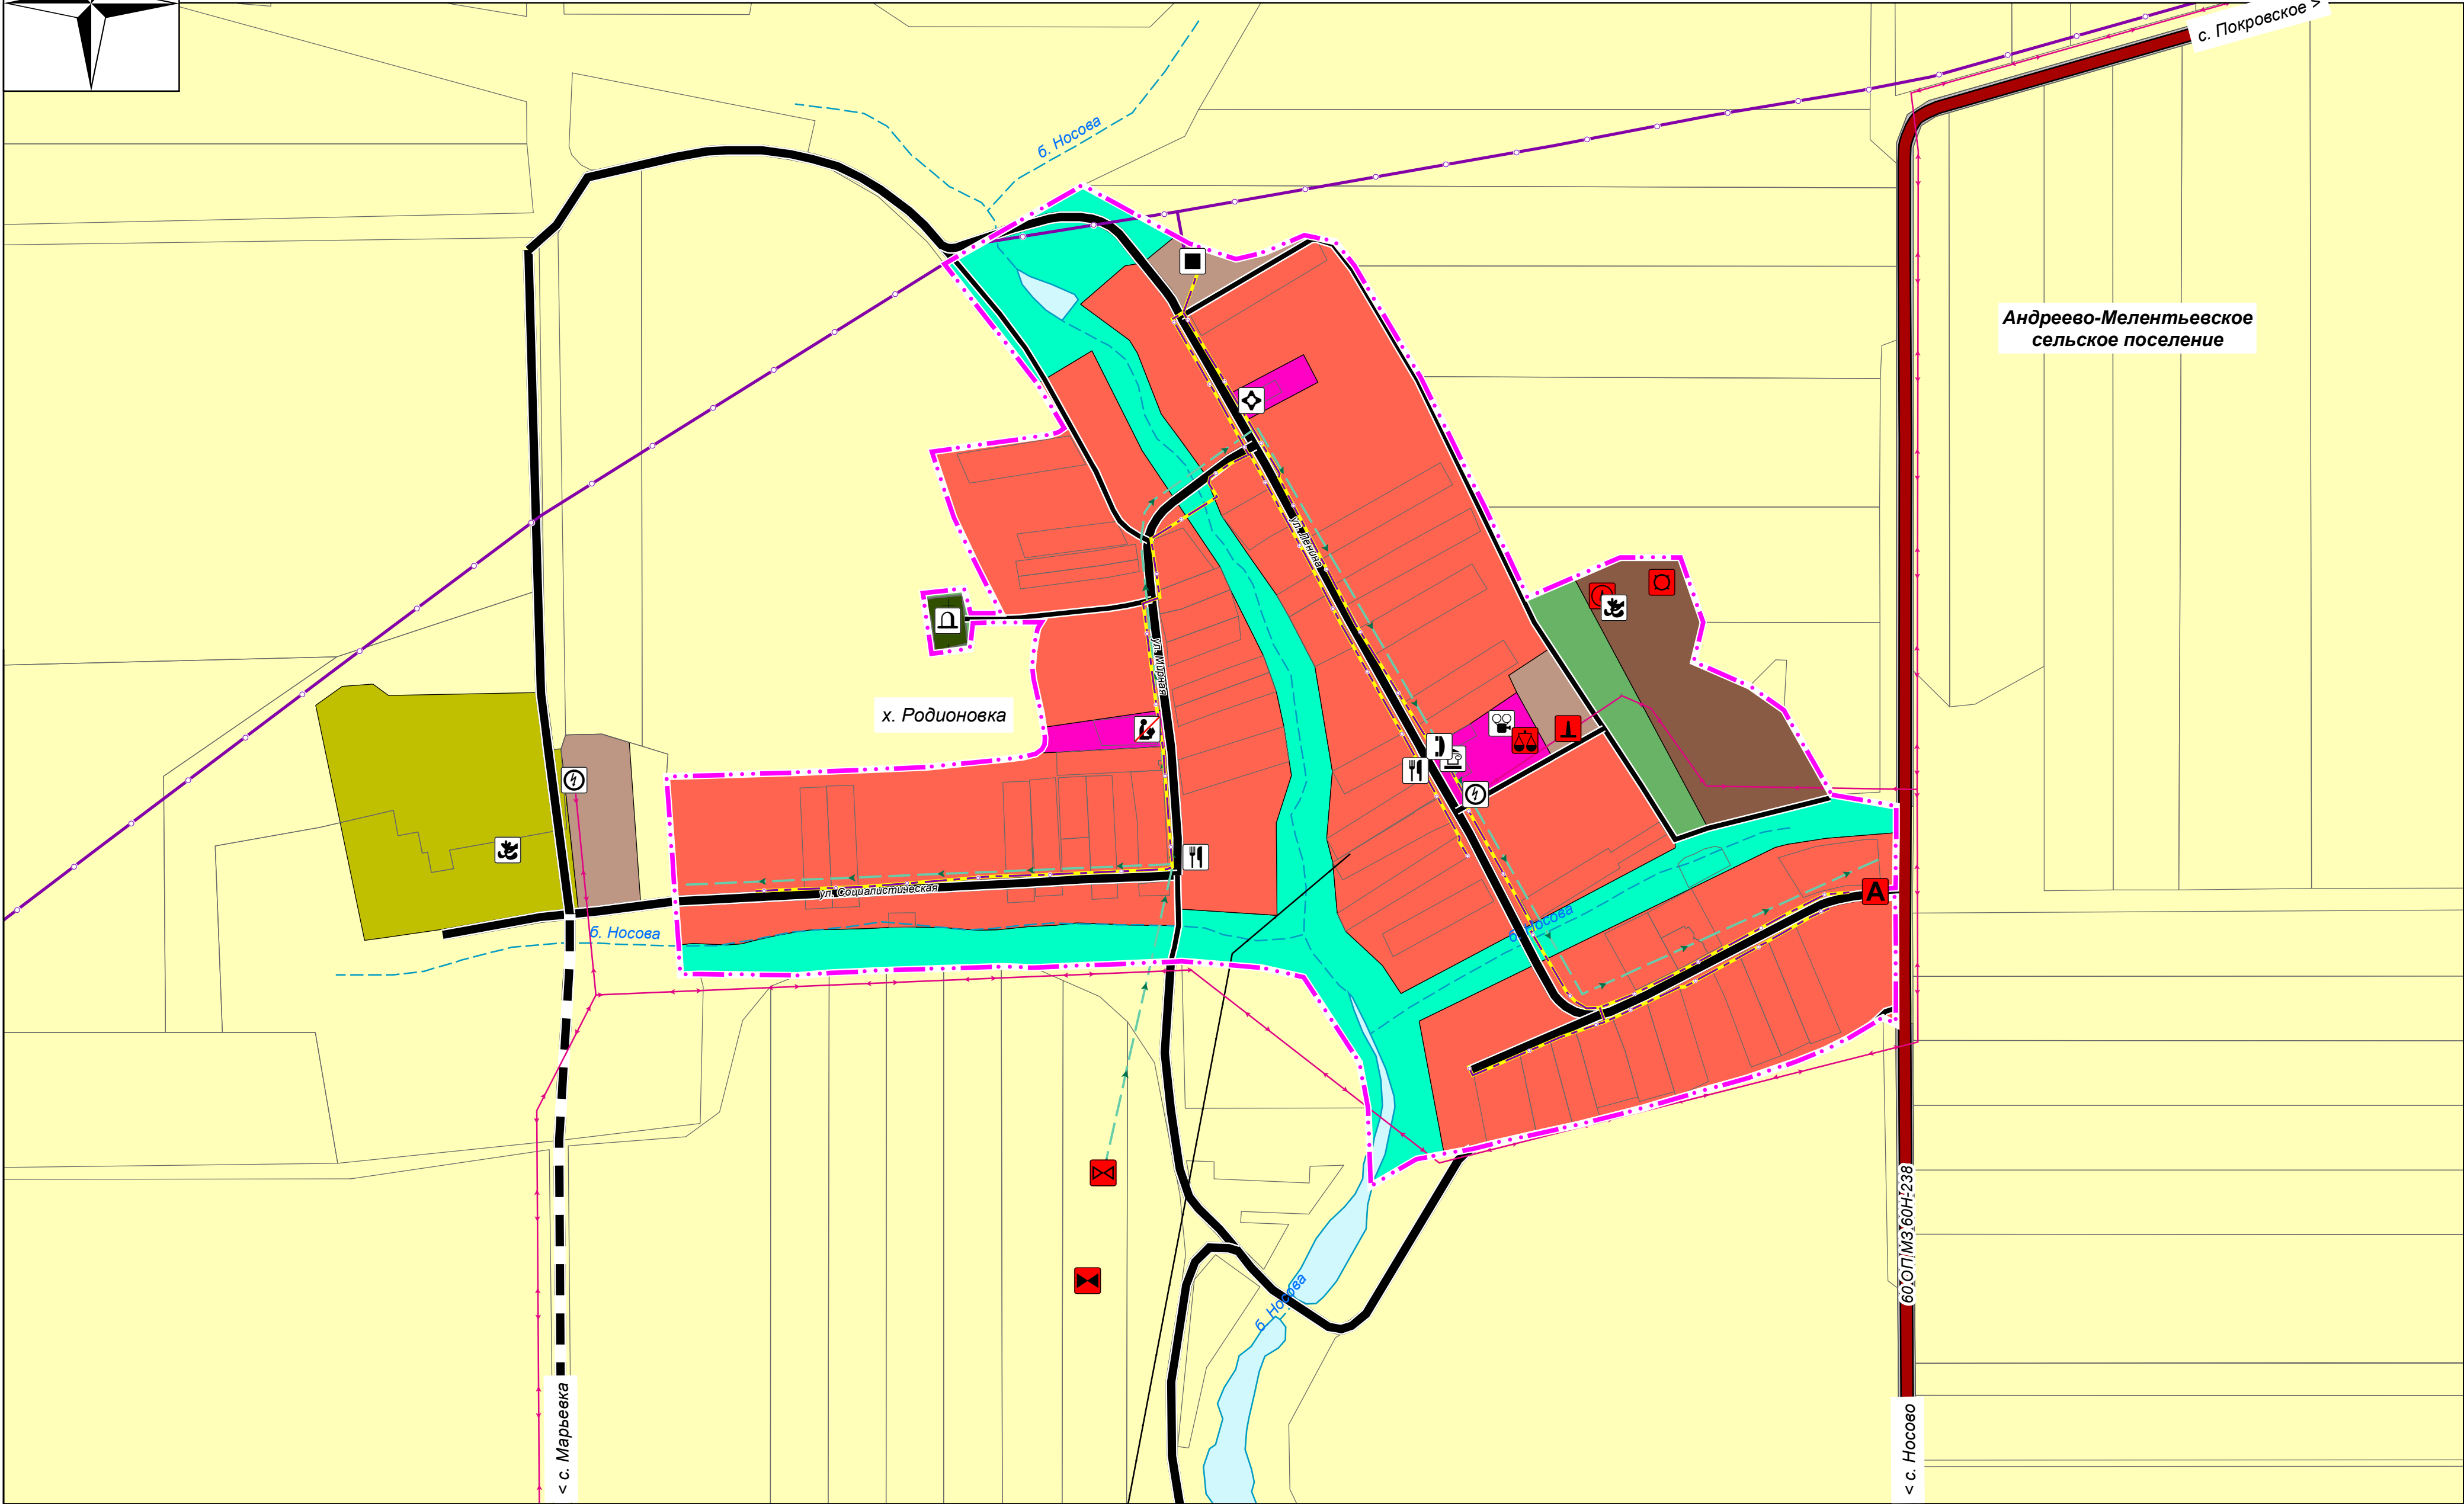 с. Покровское >
б. Носова
Андреево-Мелентьевское
сельское поселение
ул. Ленина
ул. Мирная
х. Родионовка
ул. Социалистическая
А
б. Носова
б. Носова
60 ОП МЗ 60Н-238
б. Носова
< с. Марьевка
< с. Носово